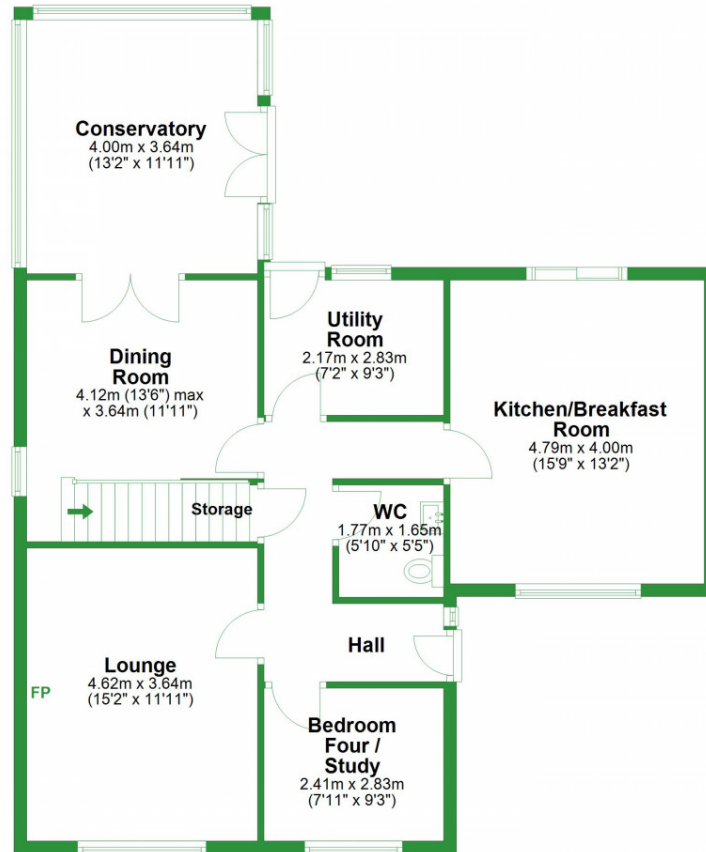 Conservatory
4.00m x 3.64m
(13'2" x 11'11")
Utility
Room
2.17m x 2.83m
(7'2" x 9'3")
Dining
Room
4.12m (13'6") max
x 3.64m (11'11")
Kitchen/Breakfast
Room
4.79m x 4.00m
(15'9" x 13'2")
Storage
WC
1.77m x 1.65m
(5'10" x 5'5")
Hall
Lounge
4.62m x 3.64m
(15'2" x 11'11")
FP
Bedroom
Four /
Study
2.41m x 2.83m
(7'11" x 9'3")